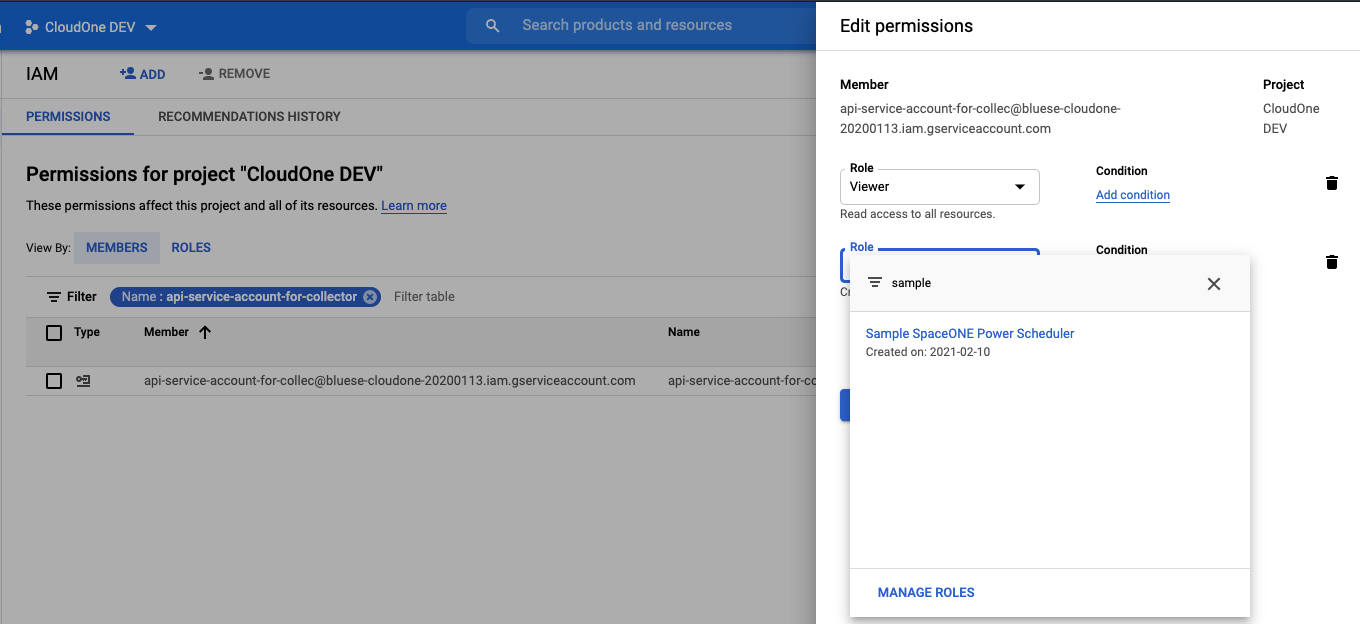 CloudOne DEV
Search products and resources
IAM
ADD
REMOVE
PERMISSIONS
RECOMMENDATIONS HISTORY
Permissions for project "CloudOne DEV"
These permissions affect this project and all of its resources. Learn more
View By:
MEMBERS
ROLES
Filter
Name : api-service-account-for-collector
Filter table
Type
Member
Name
api-service-account-for-collec@bluese-cloudone-20200113.iam.gserviceaccount.com
api-service-account-for-co
Edit permissions
Member
Project
api-service-account-for-collec@bluese-cloudone-
20200113.iam.gserviceaccount.com
CloudOne
DEV
Role
Viewer
Read access to all resources.
Condition
Add condition
Role
Condition
sample
Sample SpaceONE Power Scheduler
Created on: 2021-02-10
MANAGE ROLES